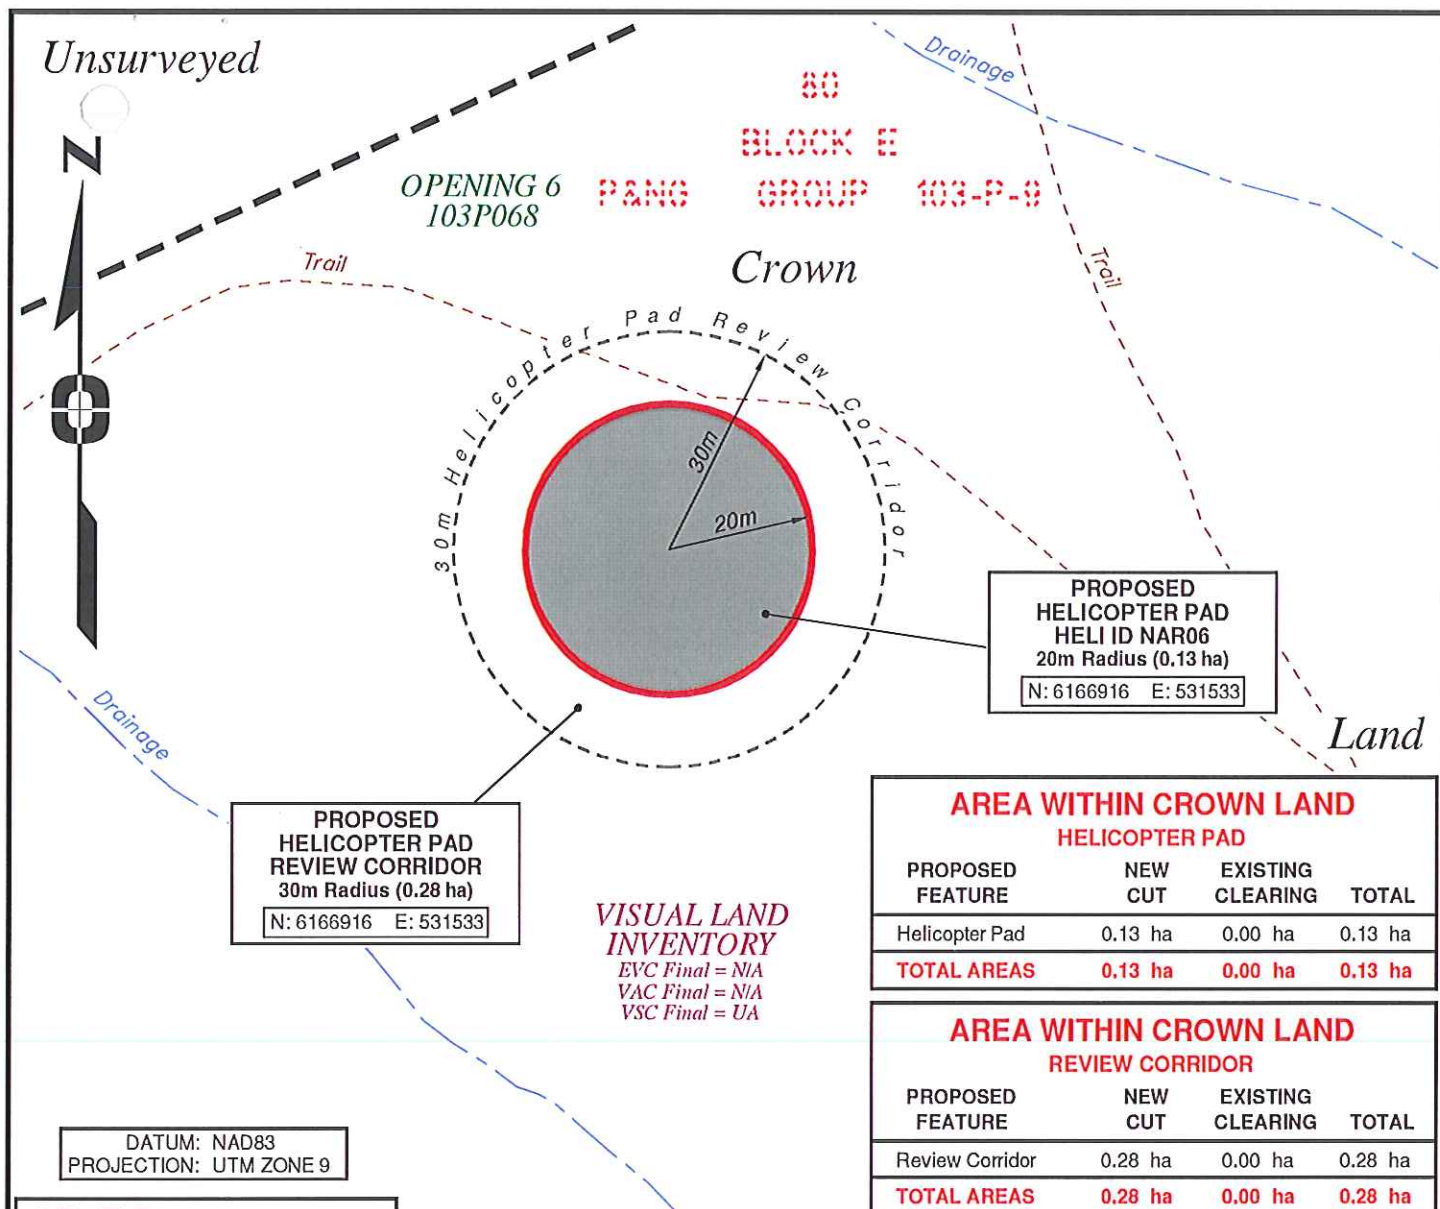 Unsurveyed
N
Drainage
80
BLOCK E
P&NG GROUP 103-P-9
OPENING 6
103P068
Trail
Trail
Crown
30m Helicopter Pad Review Corridor
30m
20m
PROPOSED
HELICOPTER PAD
HELI ID NAR06
20m Radius (0.13 ha)
N: 6166916 E: 531533
Land
Drainage
PROPOSED
HELICOPTER PAD
REVIEW CORRIDOR
30m Radius (0.28 ha)
N: 6166916 E: 531533
VISUAL LAND
INVENTORY
EVC Final = N/A
VAC Final = N/A
VSC Final = UA
AREA WITHIN CROWN LAND
HELICOPTER PAD
PROPOSED NEW EXISTING
FEATURE CUT CLEARING TOTAL
Helicopter Pad 0.13 ha 0.00 ha 0.13 ha
TOTAL AREAS 0.13 ha 0.00 ha 0.13 ha
AREA WITHIN CROWN LAND
REVIEW CORRIDOR
PROPOSED NEW EXISTING
FEATURE CUT CLEARING TOTAL
Review Corridor 0.28 ha 0.00 ha 0.28 ha
TOTAL AREAS 0.28 ha 0.00 ha 0.28 ha
DATUM: NAD83
PROJECTION: UTM ZONE 9